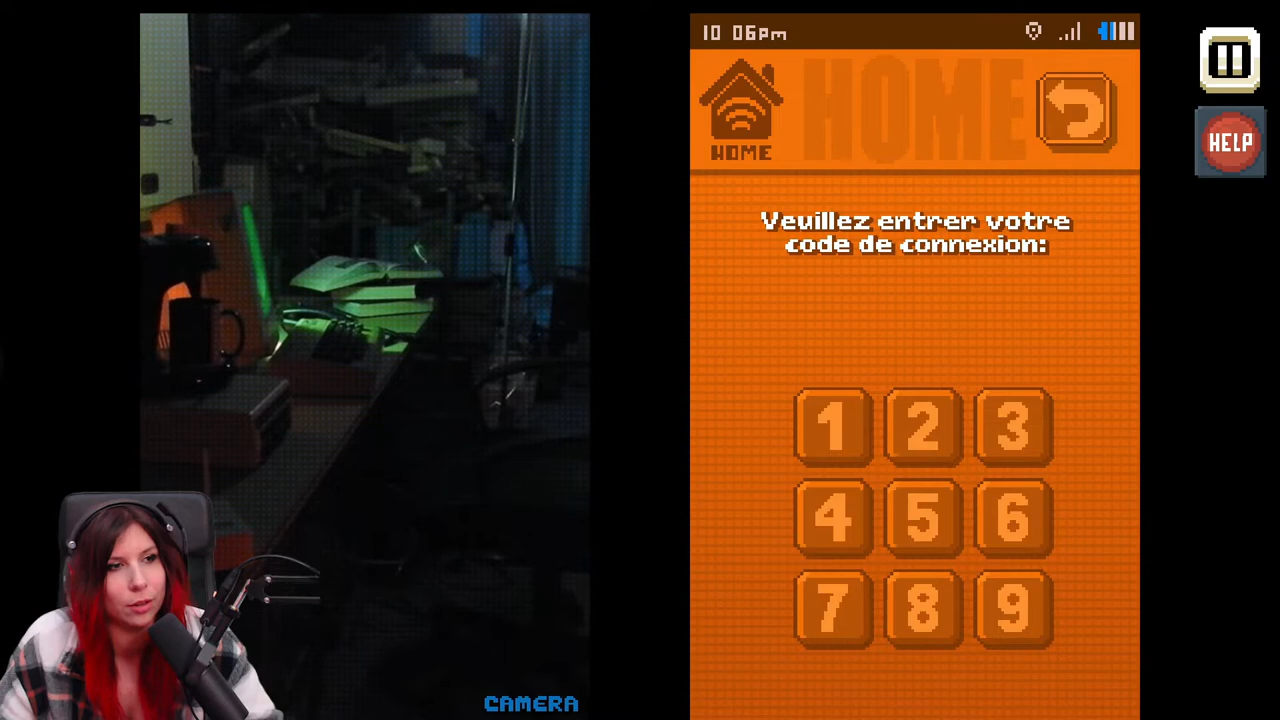 10 06pm
HOME
HOME
Veuillez entrer votre
code de connexion:
1 2 3
4 5 6
7 8 9
HELP
CAMERA